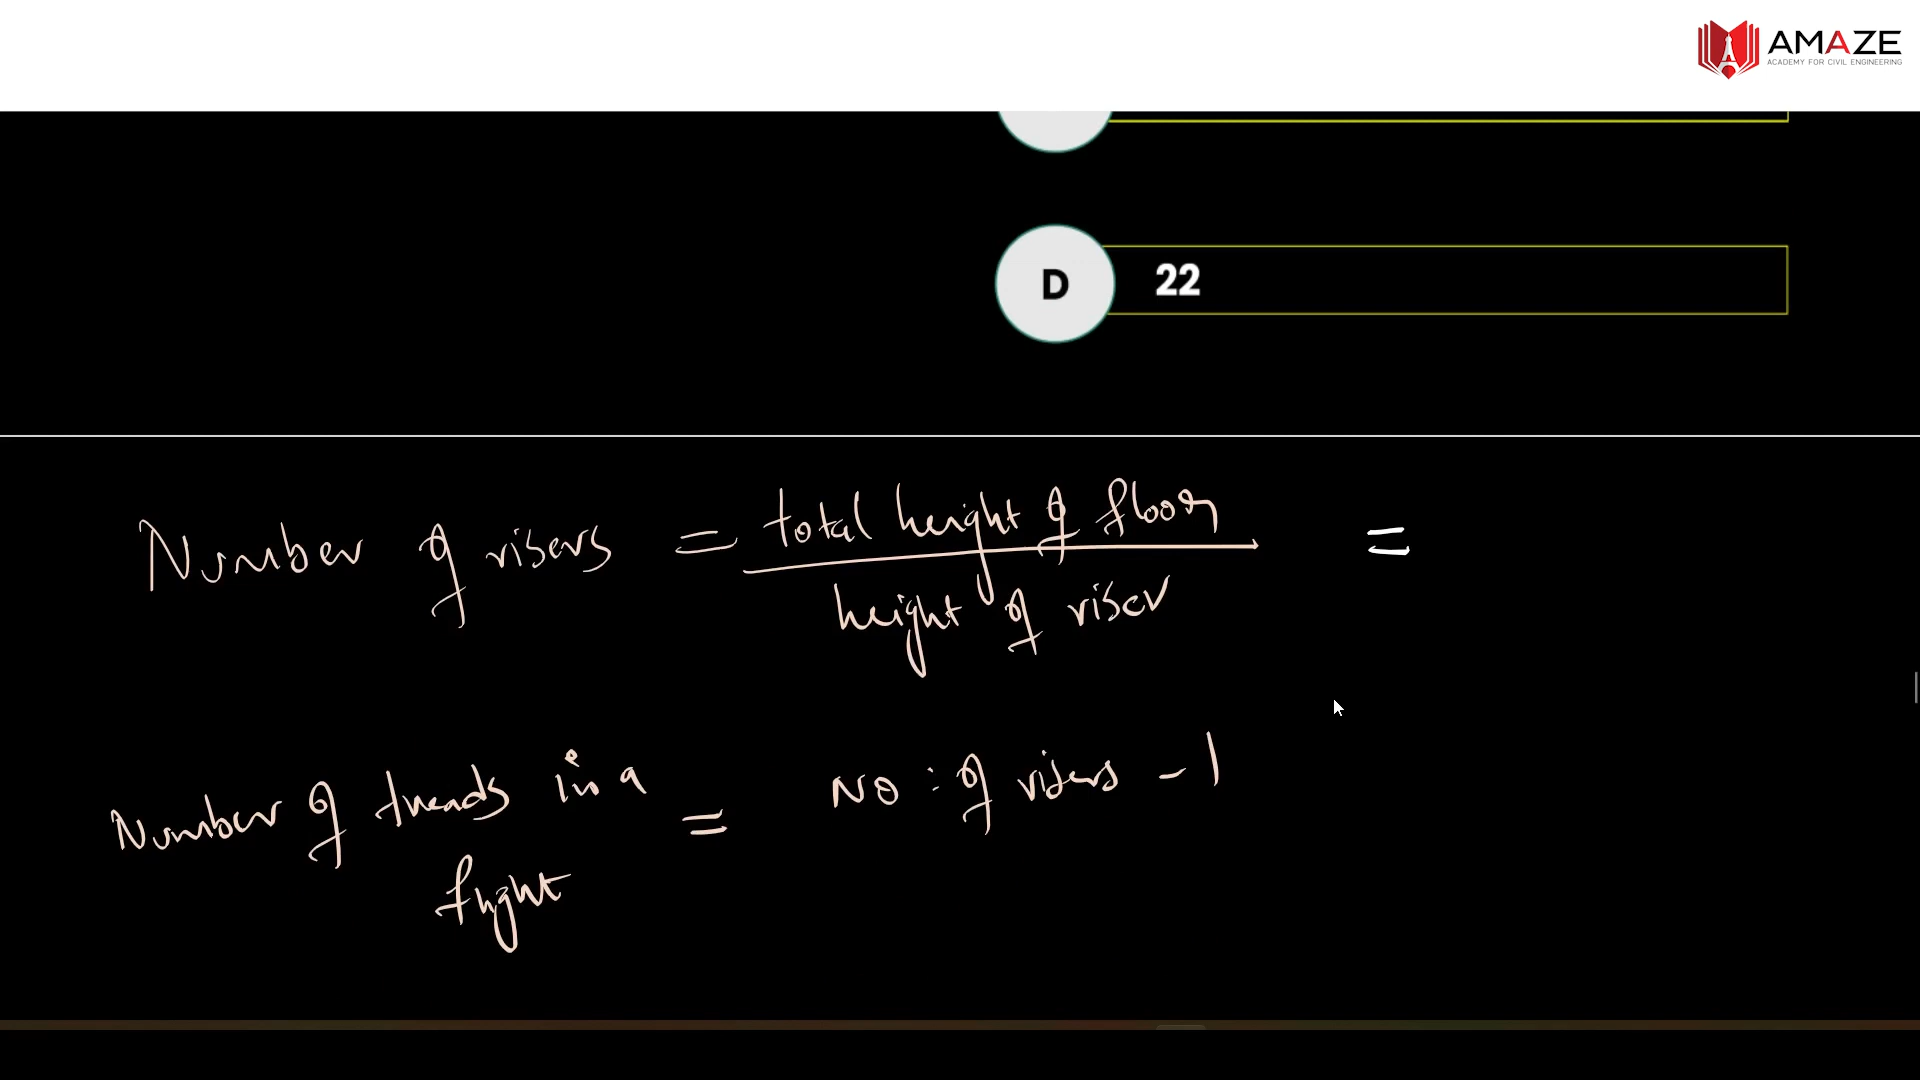 AMAZE
ACADEMY FOR CIVIL ENGINEERING
D 22
Number of risers = total height of floor =
height of riser
Number of treads in a = NO: of risers - 1
flight